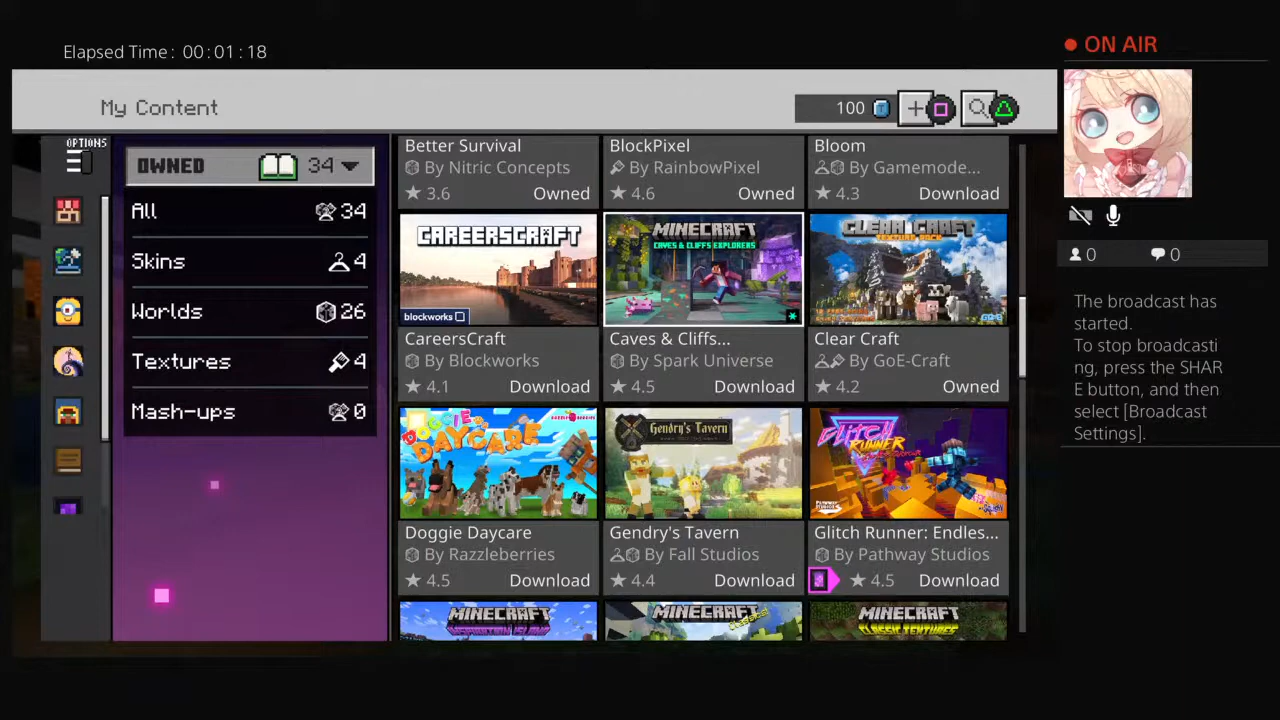 Elapsed Time: 00:01:18
ON AIR
My Content
100
OPTIONS
OWNED 34
All 34
Skins 4
Worlds 26
Textures 4
Mash-ups 0
Better Survival
By Nitric Concepts
3.6 Owned
BlockPixel
By RainbowPixel
4.6 Owned
Bloom
By Gamemode...
4.3 Download
CAREERSCRAFT
blockworks
CareersCraft
By Blockworks
4.1 Download
MINECRAFT
CAVES & CLIFFS EXPLORERS
Caves & Cliffs...
By Spark Universe
4.5 Download
CLEAR CRAFT
TEXTURE PACK
GOE
Clear Craft
By GoE-Craft
4.2 Owned
DOGGIE
DAYCARE
Doggie Daycare
By Razzleberries
4.5 Download
Gendry's Tavern
Gendry's Tavern
By Fall Studios
4.4 Download
GLITCH
RUNNER
Glitch Runner: Endless...
By Pathway Studios
4.5 Download
MINECRAFT
MINECRAFT
MINECRAFT
CLASSIC TEXTURES
0 0
The broadcast has
started.
To stop broadcasti
ng, press the SHAR
E button, and then
select [Broadcast
Settings].